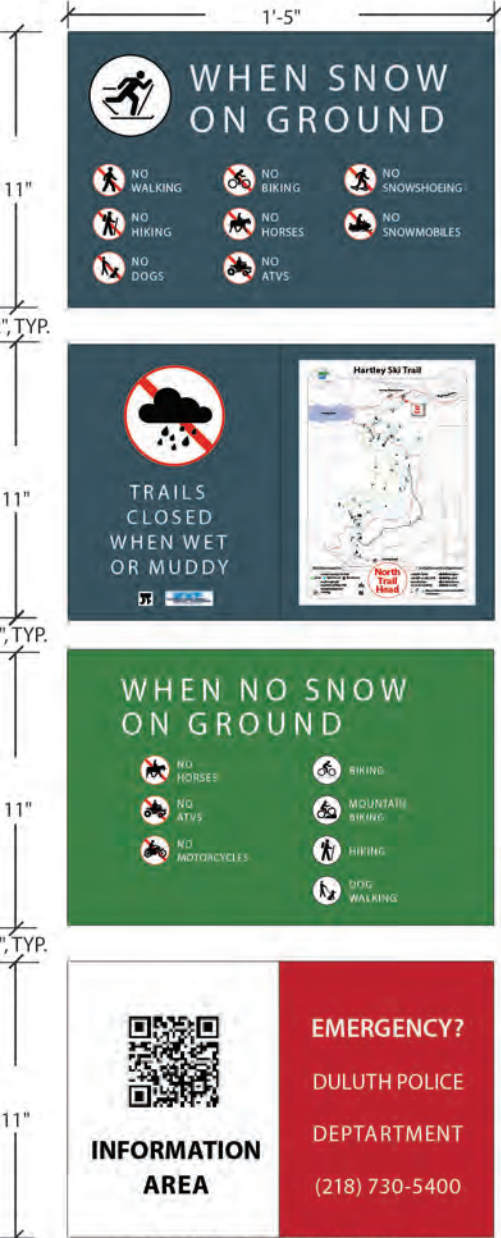 1'-5"
WHEN SNOW
ON GROUND
11"
NO
WALKING
NO
BIKING
NO
SNOWSHOEING
NO
HIKING
NO
HORSES
NO
SNOWMOBILES
NO
DOGS
NO
ATVS
", TYP.
Hartley Ski Trail
11"
TRAILS
CLOSED
WHEN WET
OR MUDDY
North
Trail
Head
", TYP.
WHEN NO SNOW
ON GROUND
NO
HORSES
BIKING
11"
NO
ATVS
MOUNTAIN
BIKING
NO
MOTORCYCLES
HIKING
DOG
WALKING
", TYP.
EMERGENCY?
DULUTH POLICE
DEPTARTMENT
(218) 730-5400
11"
INFORMATION
AREA